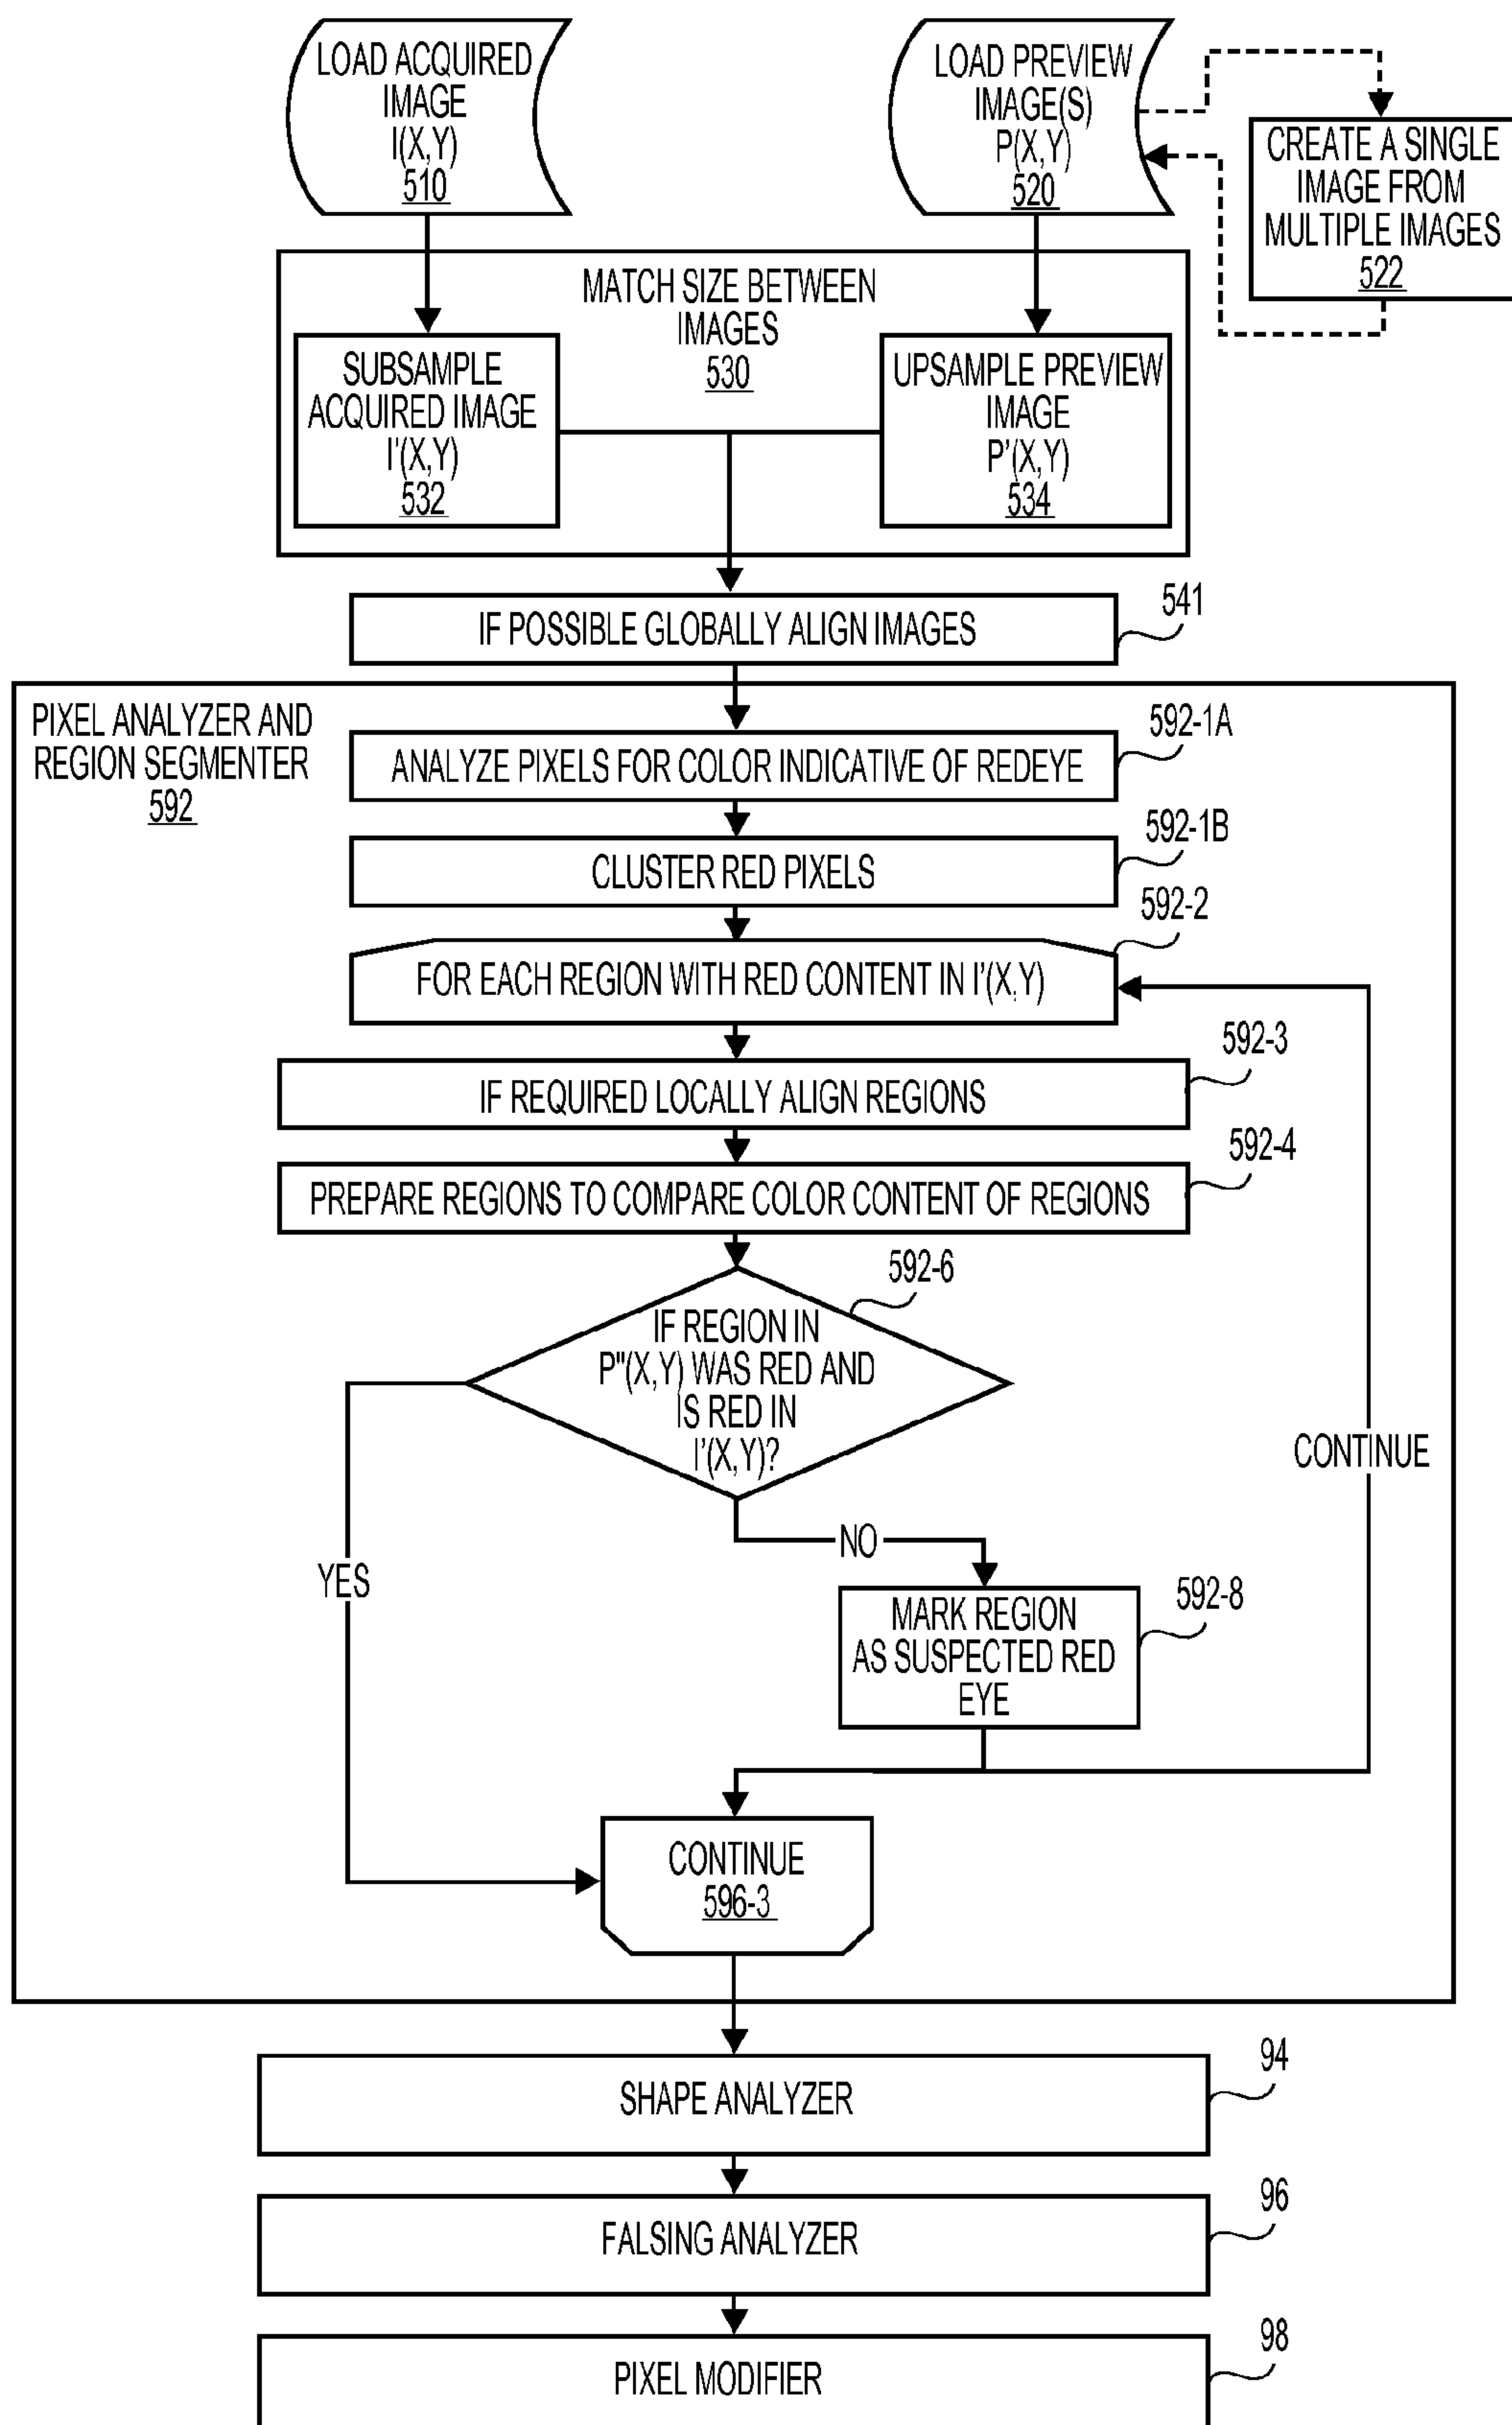 LOAD ACQUIRED
IMAGE
I(X,Y)
510
LOAD PREVIEW
IMAGE(S)
P(X,Y)
520
CREATE A SINGLE
IMAGE FROM
MULTIPLE IMAGES
522
MATCH SIZE BETWEEN
IMAGES
530
SUBSAMPLE
ACQUIRED IMAGE
I'(X,Y)
532
UPSAMPLE PREVIEW
IMAGE
P'(X,Y)
534
IF POSSIBLE GLOBALLY ALIGN IMAGES
541
PIXEL ANALYZER AND
REGION SEGMENTER
592
ANALYZE PIXELS FOR COLOR INDICATIVE OF REDEYE
592-1A
CLUSTER RED PIXELS
592-1B
FOR EACH REGION WITH RED CONTENT IN I'(X,Y)
592-2
IF REQUIRED LOCALLY ALIGN REGIONS
592-3
PREPARE REGIONS TO COMPARE COLOR CONTENT OF REGIONS
592-4
IF REGION IN
P"(X,Y) WAS RED AND
IS RED IN
I'(X,Y)?
592-6
CONTINUE
YES
NO
MARK REGION
AS SUSPECTED RED
EYE
592-8
CONTINUE
596-3
SHAPE ANALYZER
94
FALSING ANALYZER
96
PIXEL MODIFIER
98